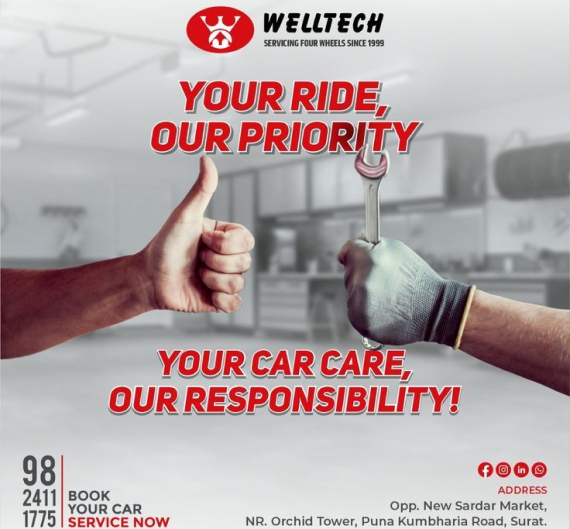 WELLTECH
SERVICING FOUR WHEELS SINCE 1999
YOUR RIDE,
OUR PRIORITY
YOUR CAR CARE,
OUR RESPONSIBILITY!
98
2411
1775
BOOK
YOUR CAR
SERVICE NOW
ADDRESS
Opp. New Sardar Market,
NR. Orchid Tower, Puna Kumbharia Road, Surat.